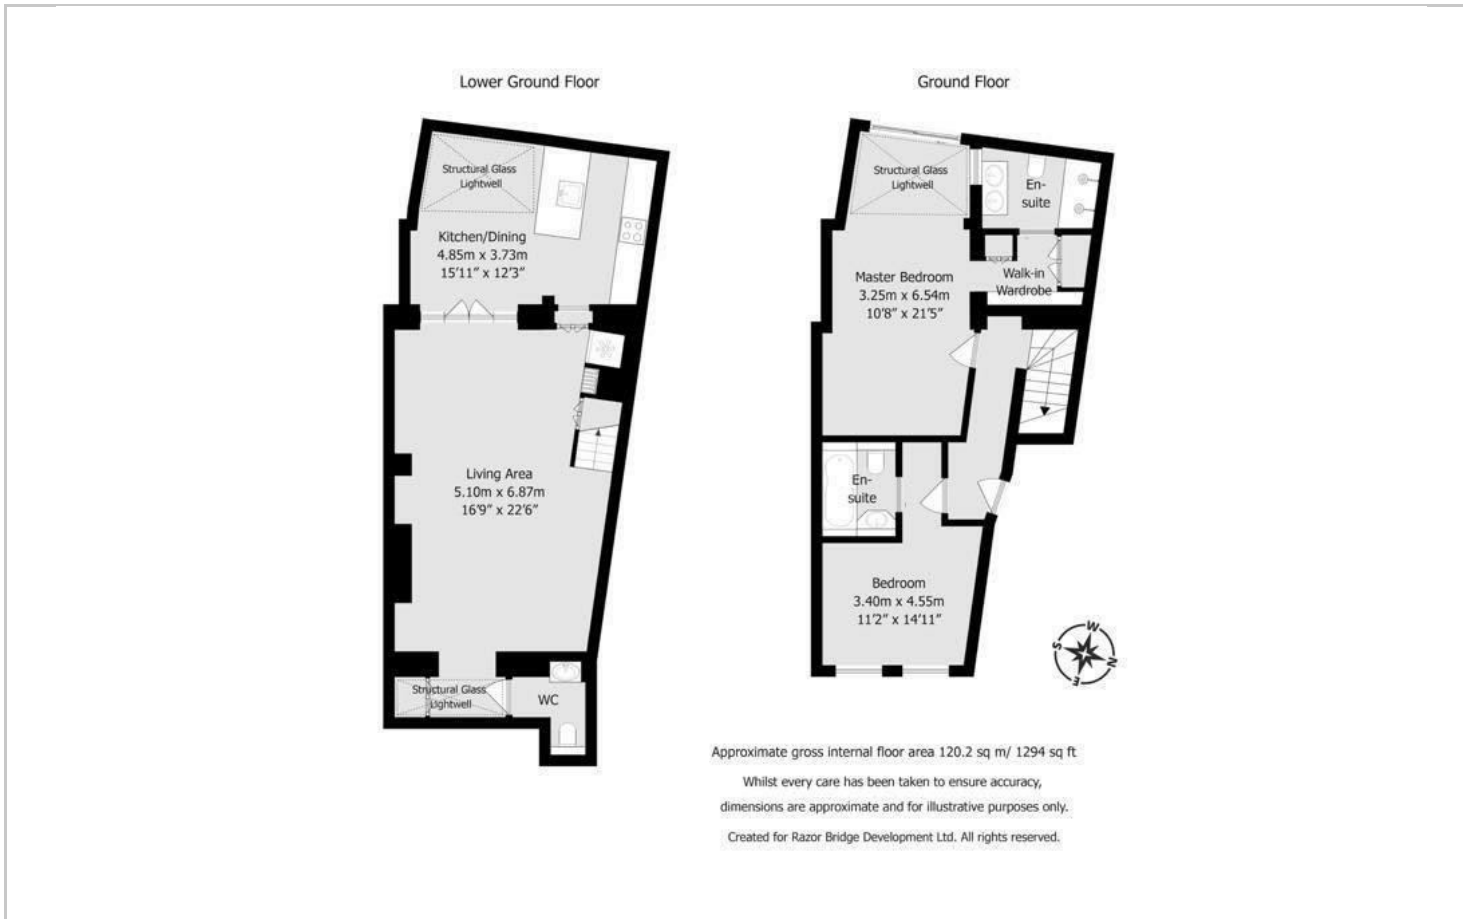 Lower Ground Floor
Structural Glass
Lightwell
Kitchen/Dining
4.85m x 3.73m
15'11" x 12'3"
Living Area
5.10m x 6.87m
16'9" x 22'6"
Structural Glass
Lightwell
WC
Ground Floor
Structural Glass
Lightwell
En-
suite
Master Bedroom
3.25m x 6.54m
10'8" x 21'5"
Walk-in
Wardrobe
En-
suite
Bedroom
3.40m x 4.55m
11'2" x 14'11"
W
S
N
E
Approximate gross internal floor area 120.2 sq m/ 1294 sq ft
Whilst every care has been taken to ensure accuracy,
dimensions are approximate and for illustrative purposes only.
Created for Razor Bridge Development Ltd. All rights reserved.